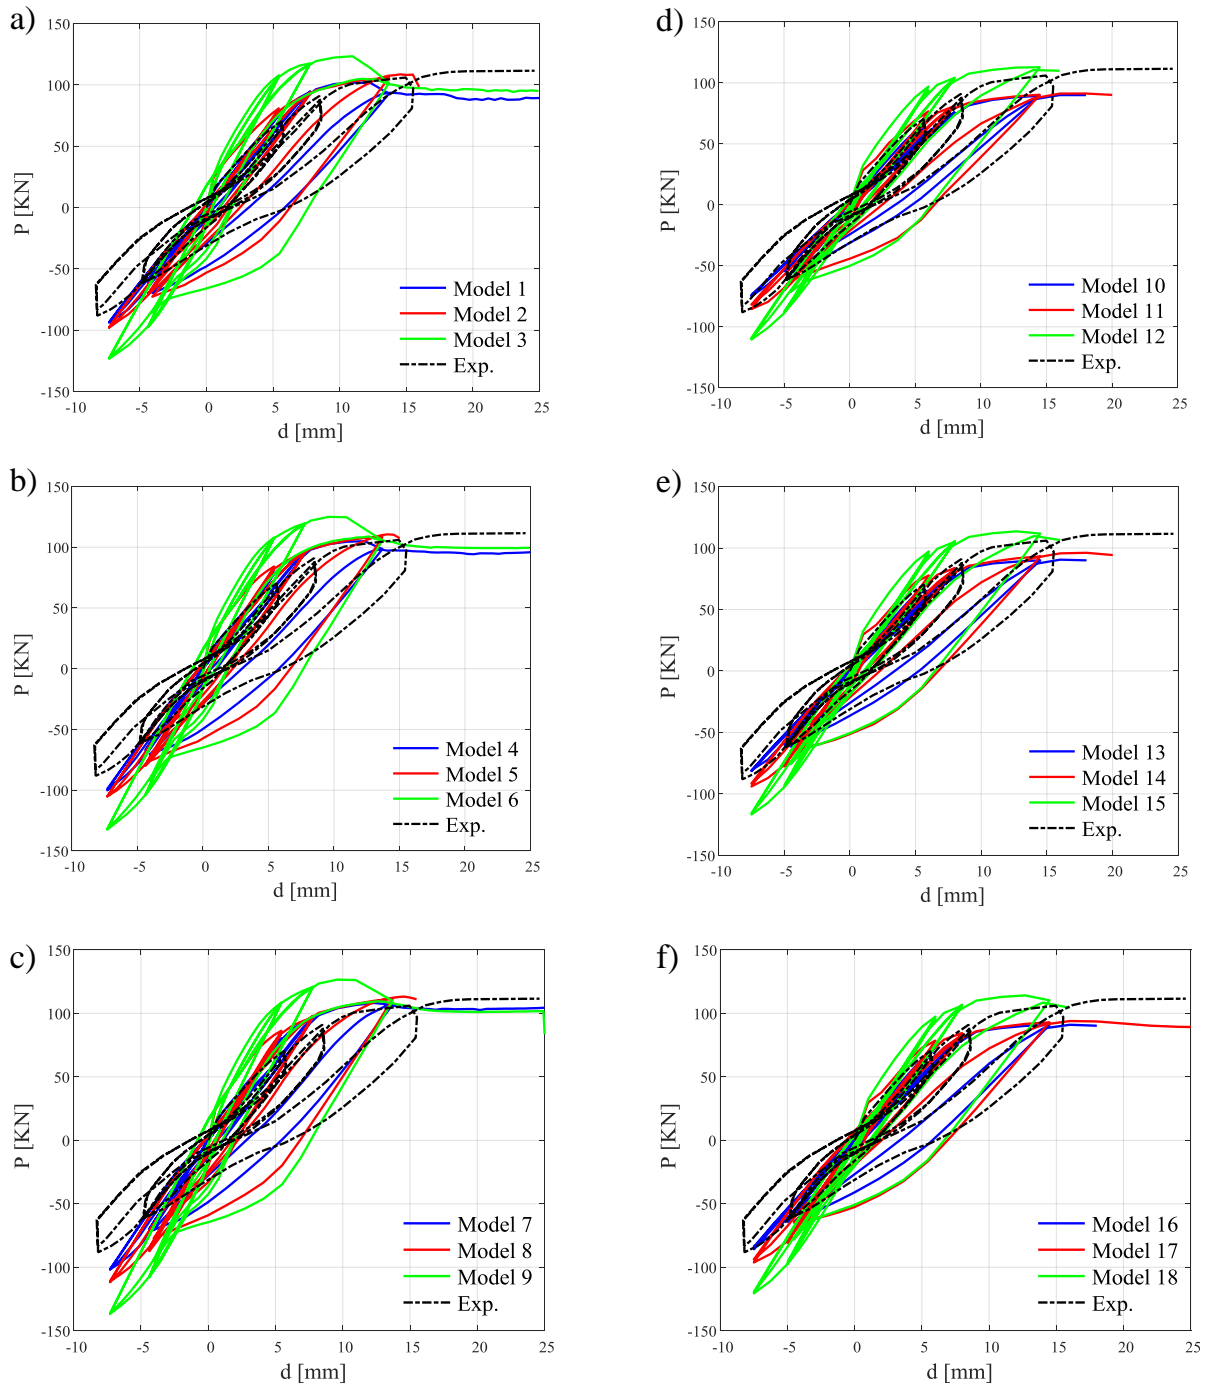 a)
150
100
50
0
-50
-100
-150
P [KN]
-10 -5 0 5 10 15 20 25
d [mm]
Model 1
Model 2
Model 3
Exp.
d)
150
100
50
0
-50
-100
-150
P [KN]
-10 -5 0 5 10 15 20 25
d [mm]
Model 10
Model 11
Model 12
Exp.
b)
150
100
50
0
-50
-100
-150
P [KN]
-10 -5 0 5 10 15 20 25
d [mm]
Model 4
Model 5
Model 6
Exp.
e)
150
100
50
0
-50
-100
-150
P [KN]
-10 -5 0 5 10 15 20 25
d [mm]
Model 13
Model 14
Model 15
Exp.
c)
150
100
50
0
-50
-100
-150
P [KN]
-10 -5 0 5 10 15 20 25
d [mm]
Model 7
Model 8
Model 9
Exp.
f)
150
100
50
0
-50
-100
-150
P [KN]
-10 -5 0 5 10 15 20 25
d [mm]
Model 16
Model 17
Model 18
Exp.